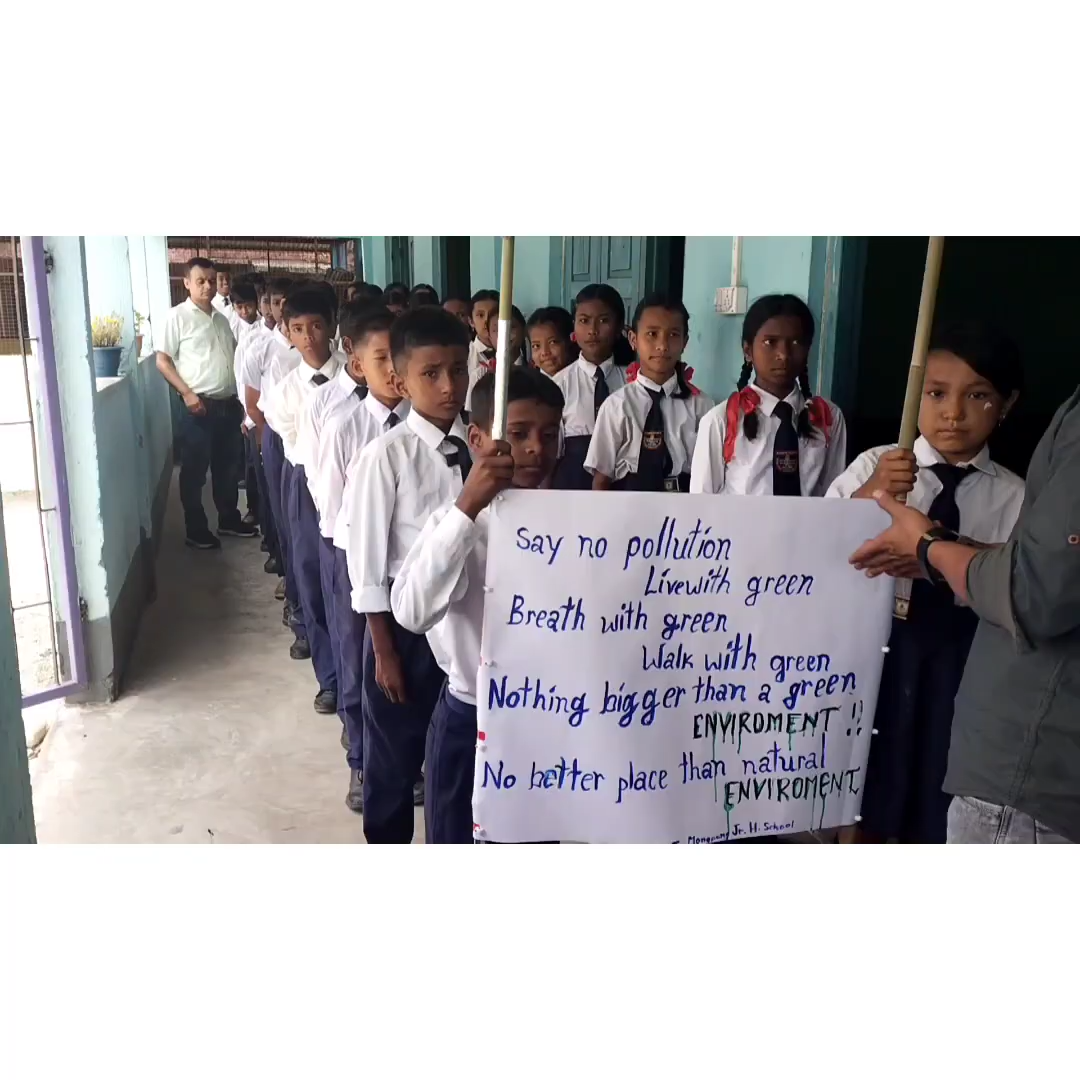 Say no pollution
Livewith green
Breath with green
Walk with green
Nothing bigger than a green
ENVIROMENT !!
No better place than natural
ENVIROMENT
Jr. H. School